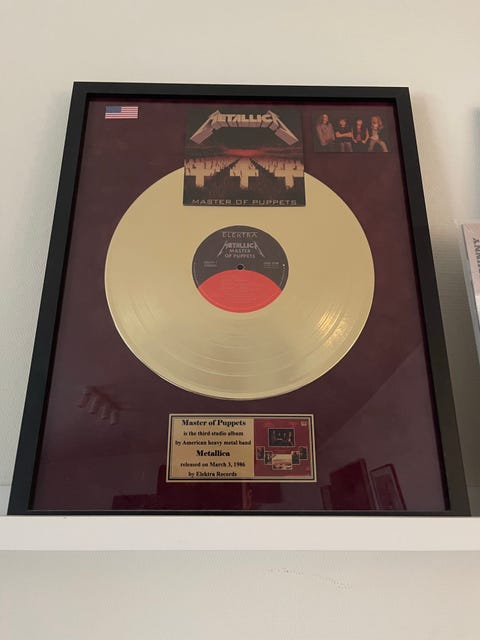 METALLICA
MASTER OF PUPPETS
ELEKTRA
METALLICA
MASTER
OF PUPPETS
Master of Puppets
is the third studio album
by American heavy metal band
Metallica
released on March 3, 1986
by Elektra Records